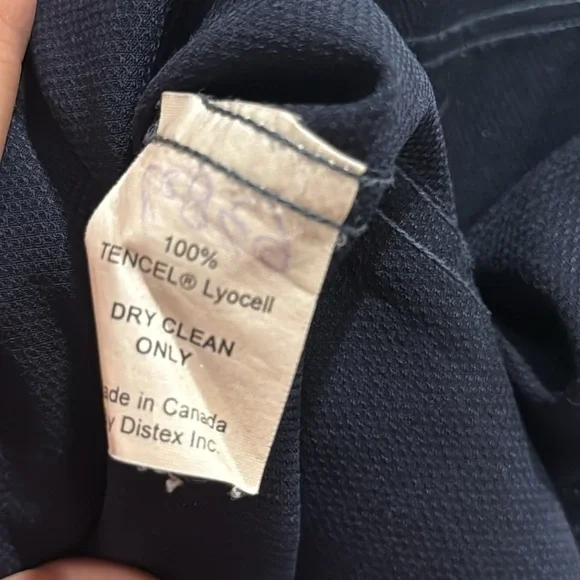 100%
TENCEL® Lyocell
DRY CLEAN
ONLY
ade in Canada
y Distex Inc.